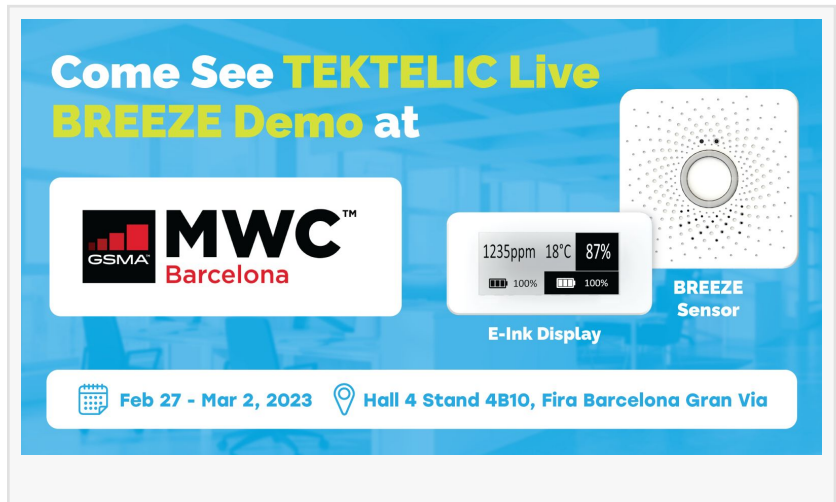 Come See TEKTELIC Live
BREEZE Demo at
GSMA™
MWC™
Barcelona
1235ppm 18°C 87%
100% 100%
E-Ink Display
BREEZE
Sensor
Feb 27 - Mar 2, 2023 Hall 4 Stand 4B10, Fira Barcelona Gran Via